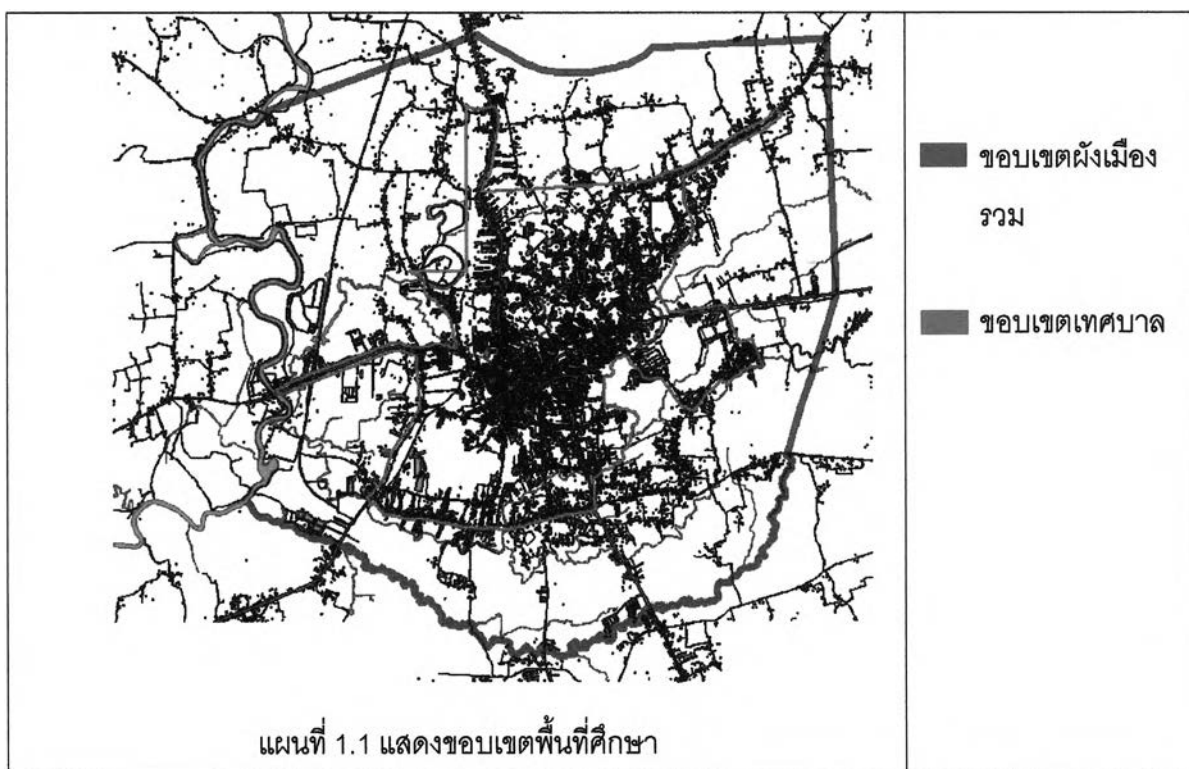 ขอบเขตผังเมือง
รวม
ขอบเขตเทศบาล
แผนที่ 1.1 แสดงขอบเขตพื้นที่ศึกษา